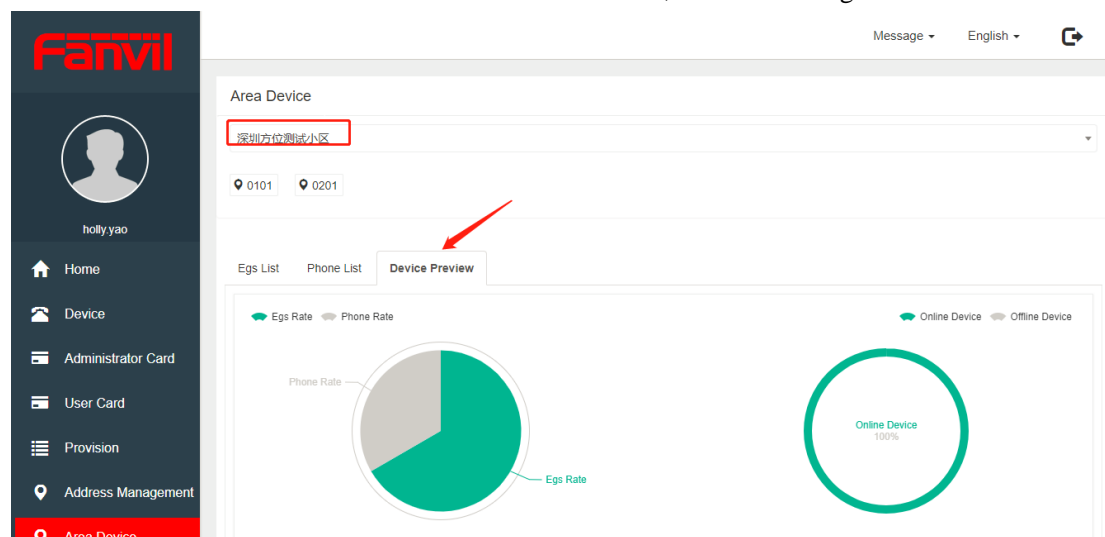 Fanvil
Message
English
Area Device
深圳方位测试小区
0101
0201
holly.yao
Home
Device
Administrator Card
User Card
Provision
Address Management
Area Device
Egs List
Phone List
Device Preview
Egs Rate
Phone Rate
Online Device
Offline Device
Phone Rate
Egs Rate
Online Device
100%